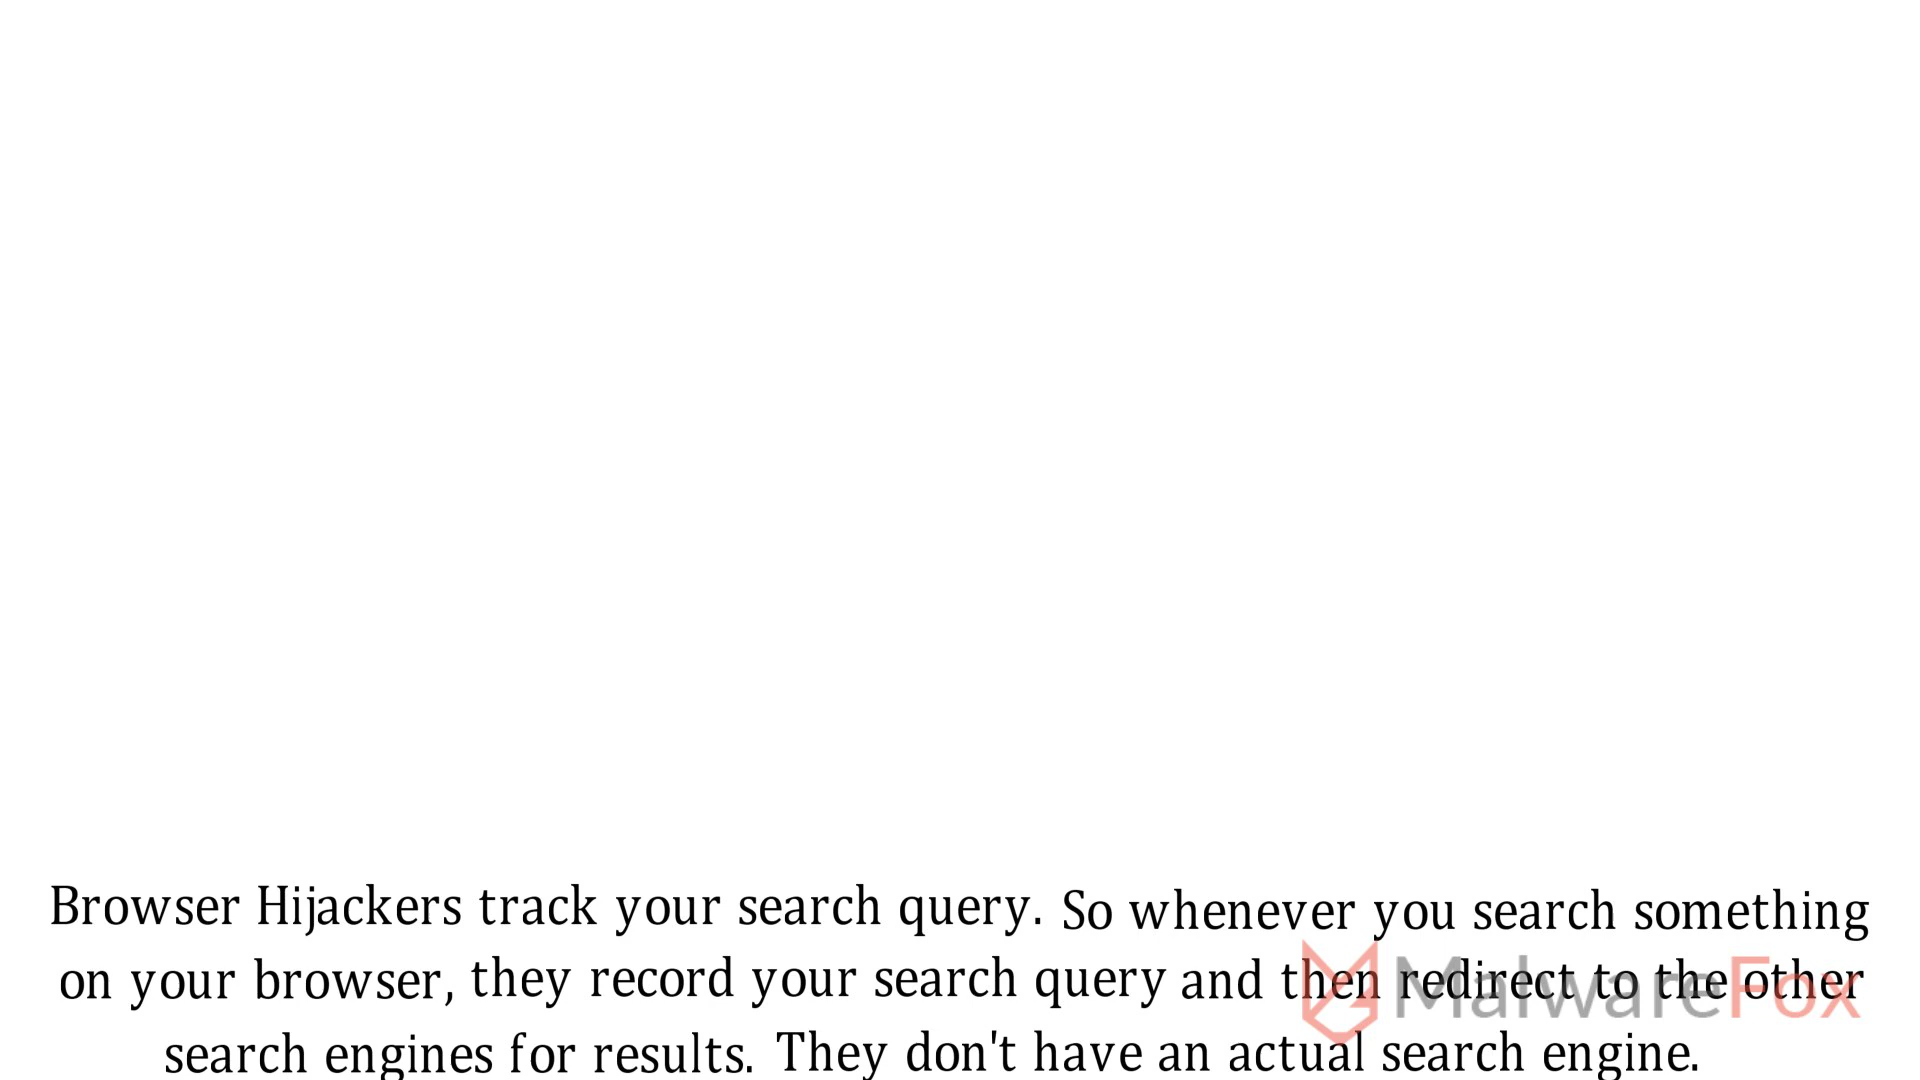 Browser Hijackers track your search query. So whenever you search something
on your browser, they record your search query and then redirect to the other
MalwareFox
search engines for results. They don't have an actual search engine.